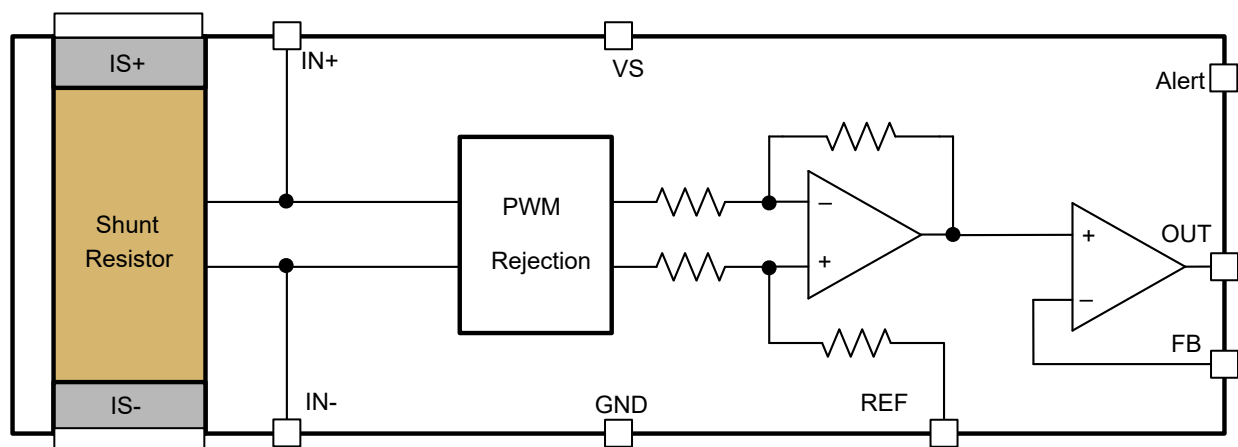 IS+
IN+
VS
Alert
Shunt
Resistor
PWM
Rejection
−
+
+
−
OUT
FB
IS-
IN-
GND
REF